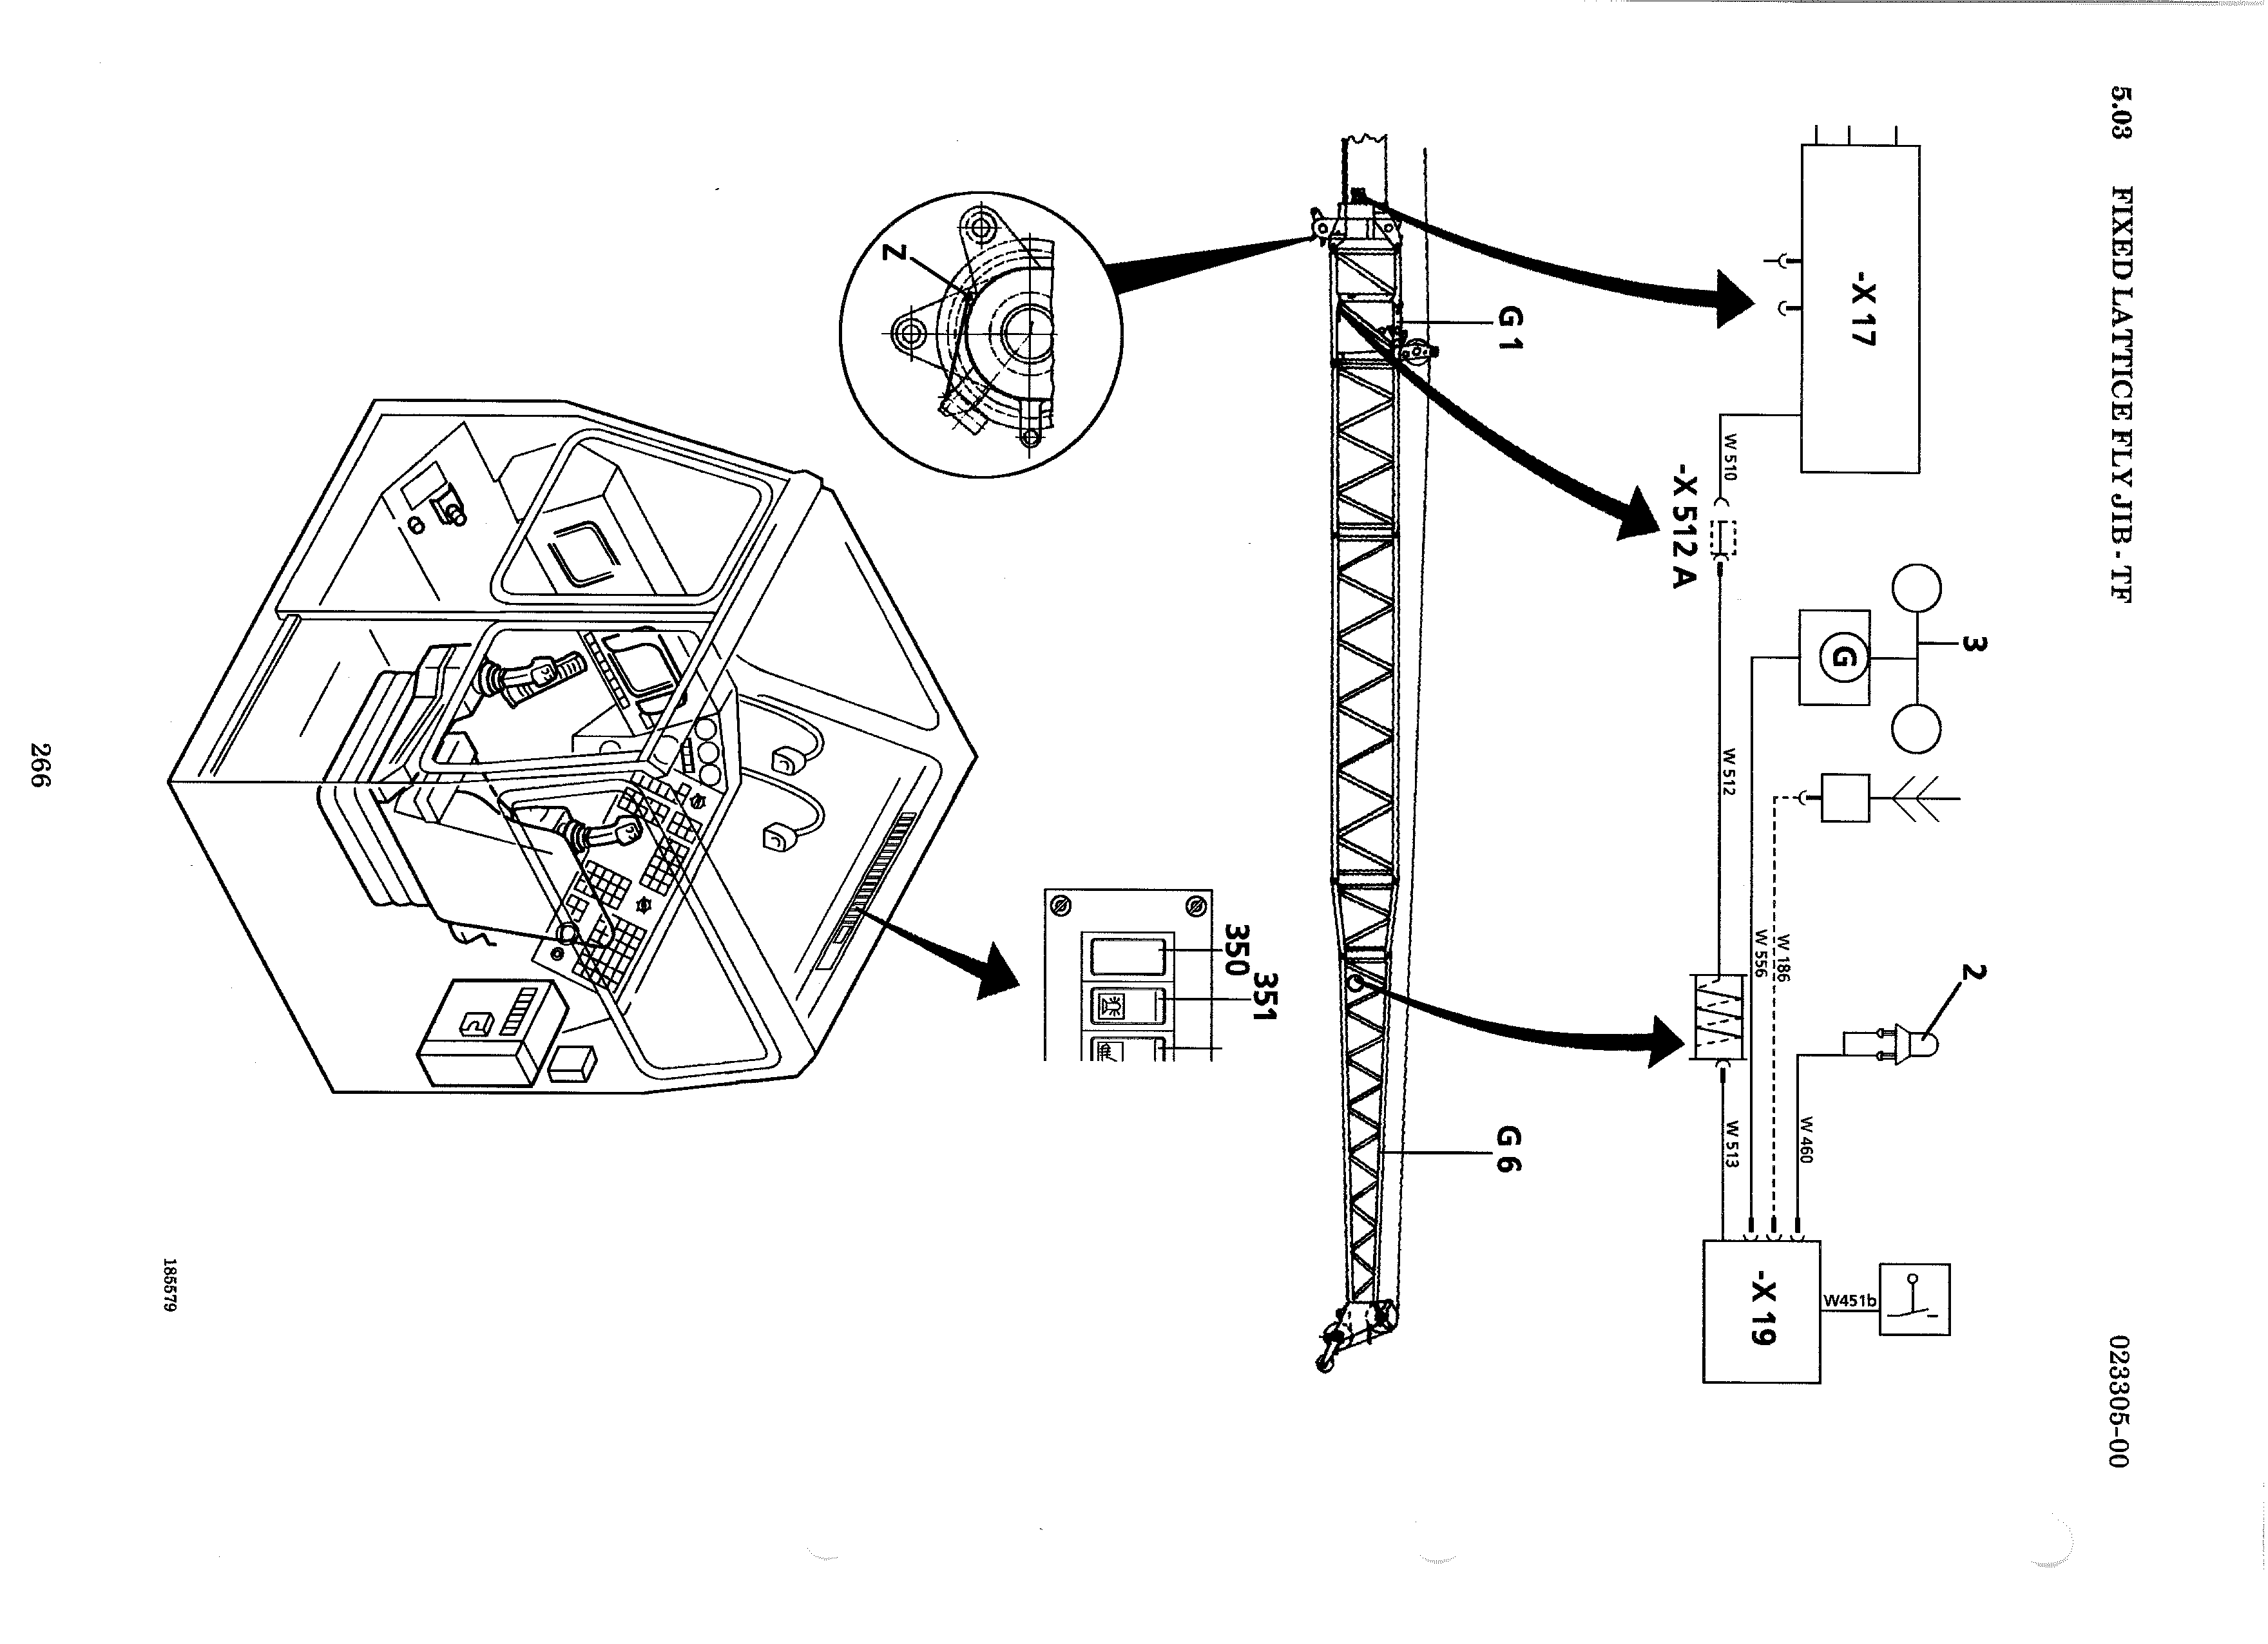 5.03 FIXED LATTICE FLY JIB - TF
023305-00
-X 17
W 510
-X 512 A
W 512
3
G
W 556
W 186
2
W 460
W 513
-X 19
W451b
G 1
G 6
Z
350
351
185579
266